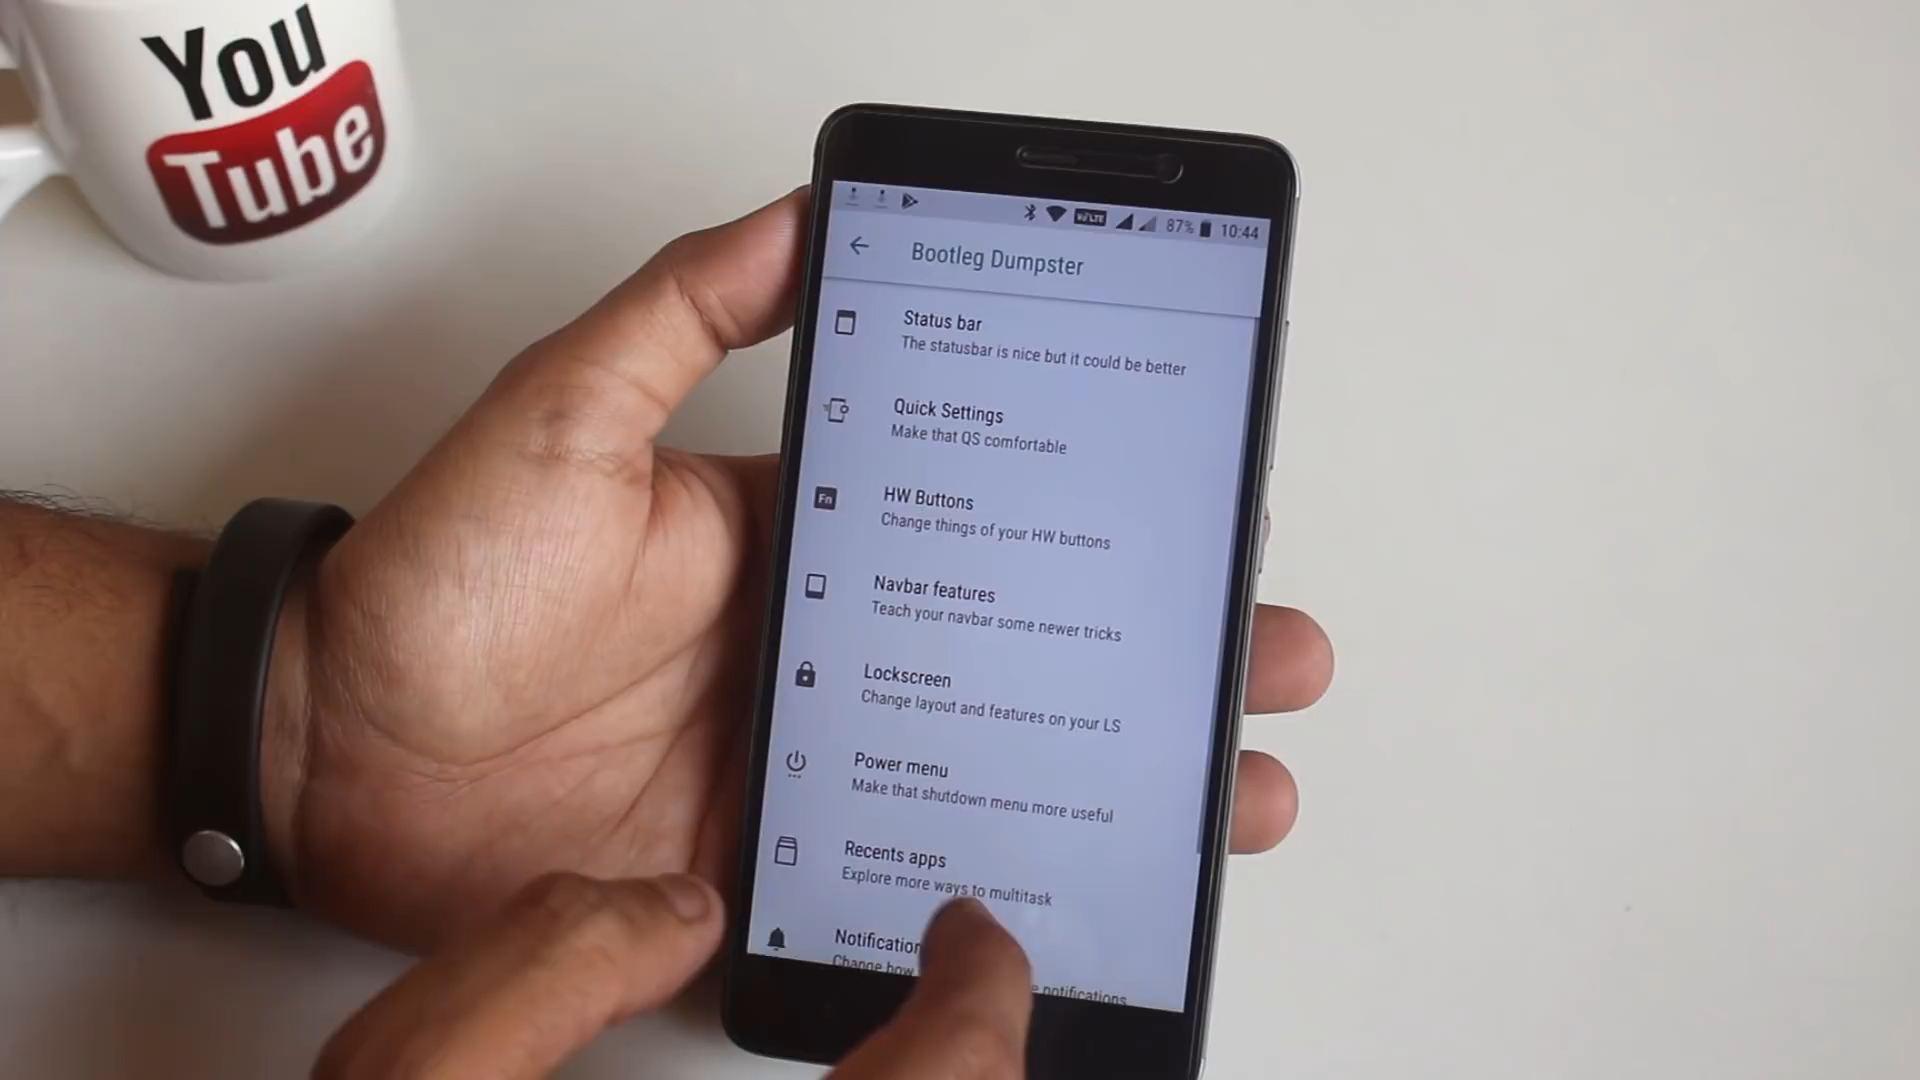 You
Tube
VoLTE 87% 10:44
Bootleg Dumpster
Status bar
The statusbar is nice but it could be better
Quick Settings
Make that QS comfortable
Fn
HW Buttons
Change things of your HW buttons
Navbar features
Teach your navbar some newer tricks
Lockscreen
Change layout and features on your LS
Power menu
Make that shutdown menu more useful
Recents apps
Explore more ways to multitask
Change how notifications